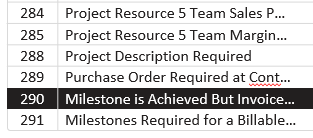 284 Project Resource 5 Team Sales P...
285 Project Resource 5 Team Margin...
288 Project Description Required
289 Purchase Order Required at Cont...
290 Milestone is Achieved But Invoice...
291 Milestones Required for a Billable...